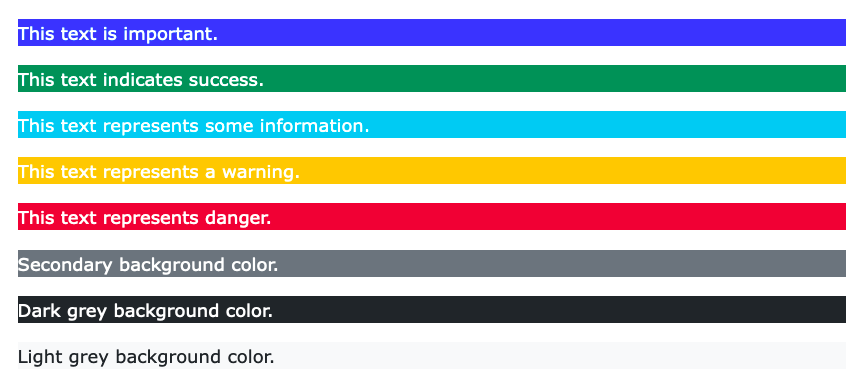 This text is important.
This text indicates success.
This text represents some information.
This text represents a warning.
This text represents danger.
Secondary background color.
Dark grey background color.
Light grey background color.